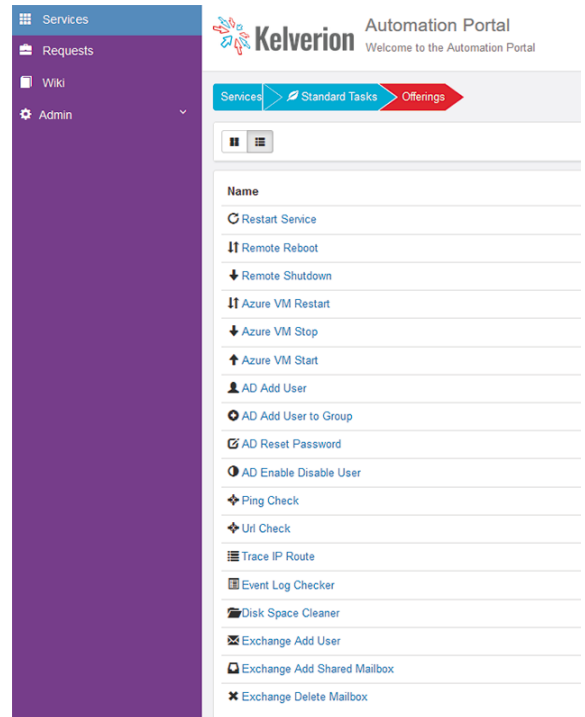 Services
Requests
Wiki
Admin
Kelverion
Automation Portal
Welcome to the Automation Portal
Services
Standard Tasks
Offerings
Name
Restart Service
Remote Reboot
Remote Shutdown
Azure VM Restart
Azure VM Stop
Azure VM Start
AD Add User
AD Add User to Group
AD Reset Password
AD Enable Disable User
Ping Check
Url Check
Trace IP Route
Event Log Checker
Disk Space Cleaner
Exchange Add User
Exchange Add Shared Mailbox
Exchange Delete Mailbox